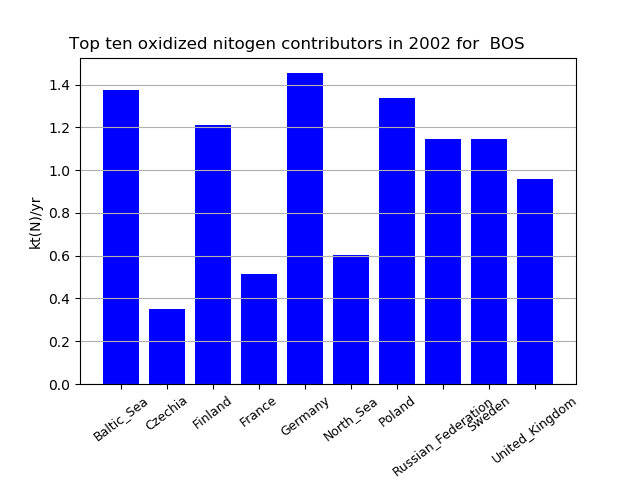 Top ten oxidized nitogen contributors in 2002 for  BOS
kt(N)/yr
1.4
1.2
1.0
0.8
0.6
0.4
0.2
0.0
Baltic_Sea
Czechia
Finland
France
Germany
North_Sea
Poland
Russian_Federation
Sweden
United_Kingdom